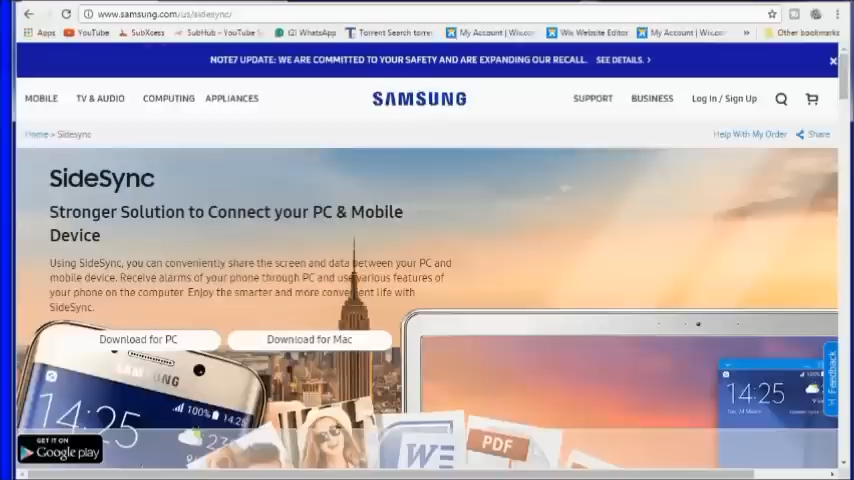 www.samsung.com/us/sidesync/
Apps YouTube SubXcess SubHub - YouTube (2) WhatsApp Torrent Search torre My Account | Wix.co Wix Website Editor My Account | Wix.co » Other bookmarks
NOTE7 UPDATE: WE ARE COMMITTED TO YOUR SAFETY AND ARE EXPANDING OUR RECALL. SEE DETAILS. >
MOBILE TV & AUDIO COMPUTING APPLIANCES SAMSUNG SUPPORT BUSINESS Log In / Sign Up
Home > Sidesync Help With My Order Share
SideSync
Stronger Solution to Connect your PC & Mobile
Device
Using SideSync, you can conveniently share the screen and data between your PC and
mobile device. Receive alarms of your phone through PC and use various features of
your phone on the computer. Enjoy the smarter and more convenient life with
SideSync.
Download for PC Download for Mac
Feedback
SAMSUNG
100% 14:25
14:25
14:25
W
PDF
GET IT ON
Google play